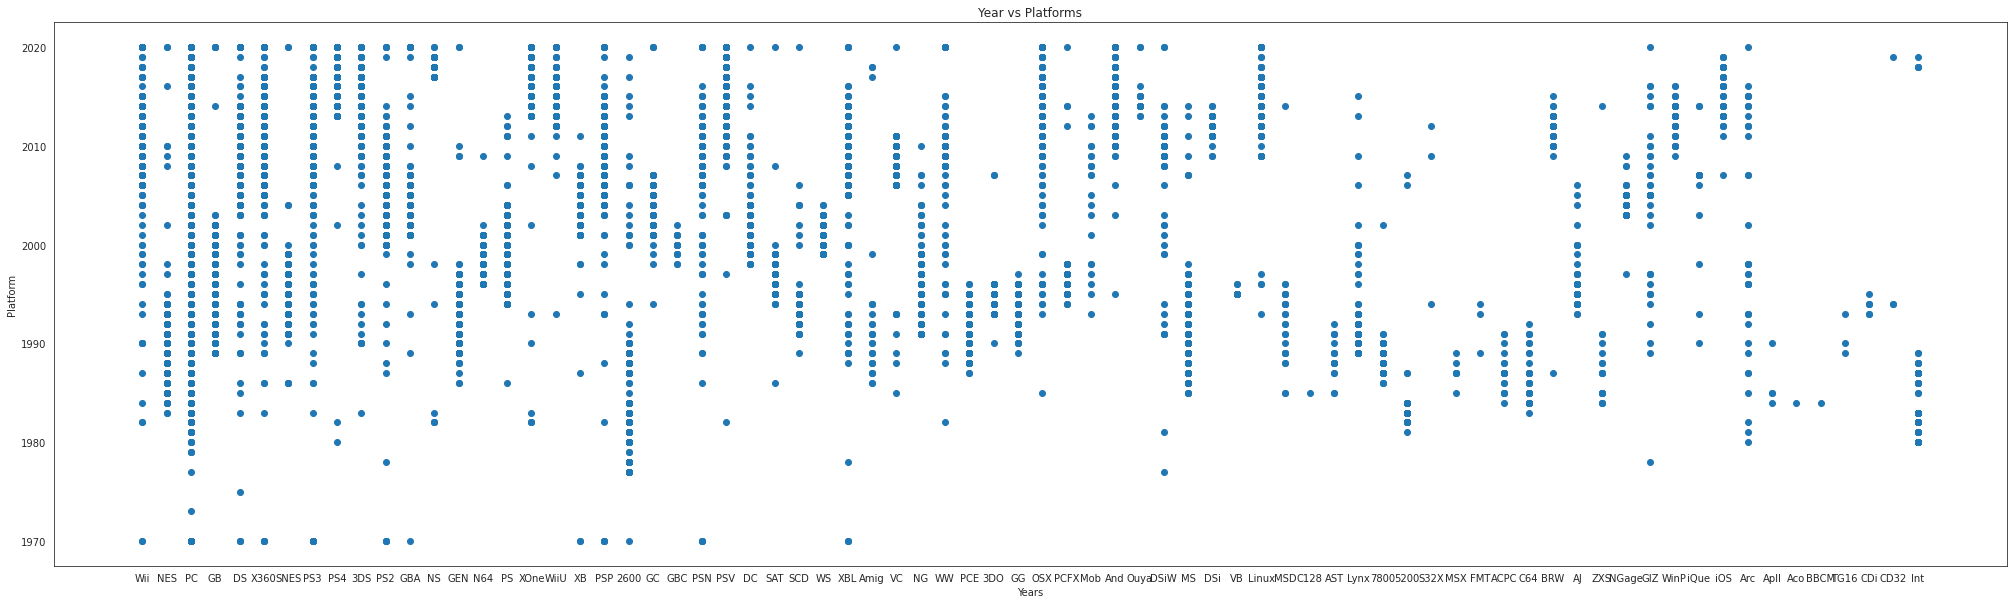 Year vs Platforms
2020
2010
2000
1990
1980
1970
Platform
Wii NES PC GB DS X360 SNES PS3 PS4 3DS PS2 GBA NS GEN N64 PS XOne WiiU XB PSP 2600 GC GBC PSN PSV DC SAT SCD WS XBL Amig VC NG WW PCE 3DO GG OSX PCFX Mob And Ouya DSiW MS DSi VB Linux MSD C128 AST Lynx 7800 5200 S32X MSX FMT ACPC C64 BRW AJ ZXS NGage GIZ WinP iQue iOS Arc ApII Aco BBCM TG16 CDi CD32 Int
Years